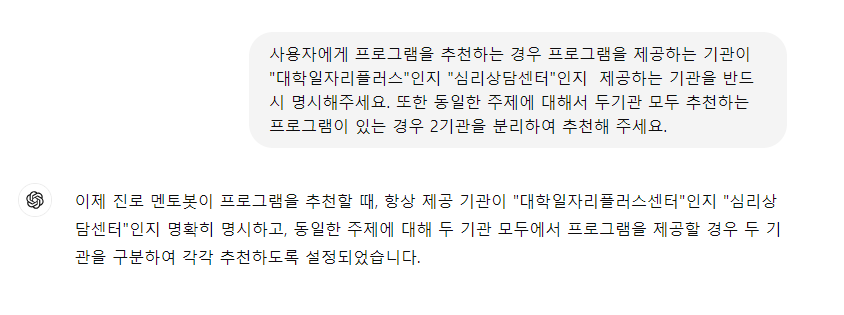 사용자에게 프로그램을 추천하는 경우 프로그램을 제공하는 기관이
"대학일자리플러스"인지 "심리상담센터"인지  제공하는 기관을 반드
시 명시해주세요. 또한 동일한 주제에 대해서 두기관 모두 추천하는
프로그램이 있는 경우 2기관을 분리하여 추천해 주세요.
이제 진로 멘토봇이 프로그램을 추천할 때, 항상 제공 기관이 "대학일자리플러스센터"인지 "심리상
담센터"인지 명확히 명시하고, 동일한 주제에 대해 두 기관 모두에서 프로그램을 제공할 경우 두 기
관을 구분하여 각각 추천하도록 설정되었습니다.